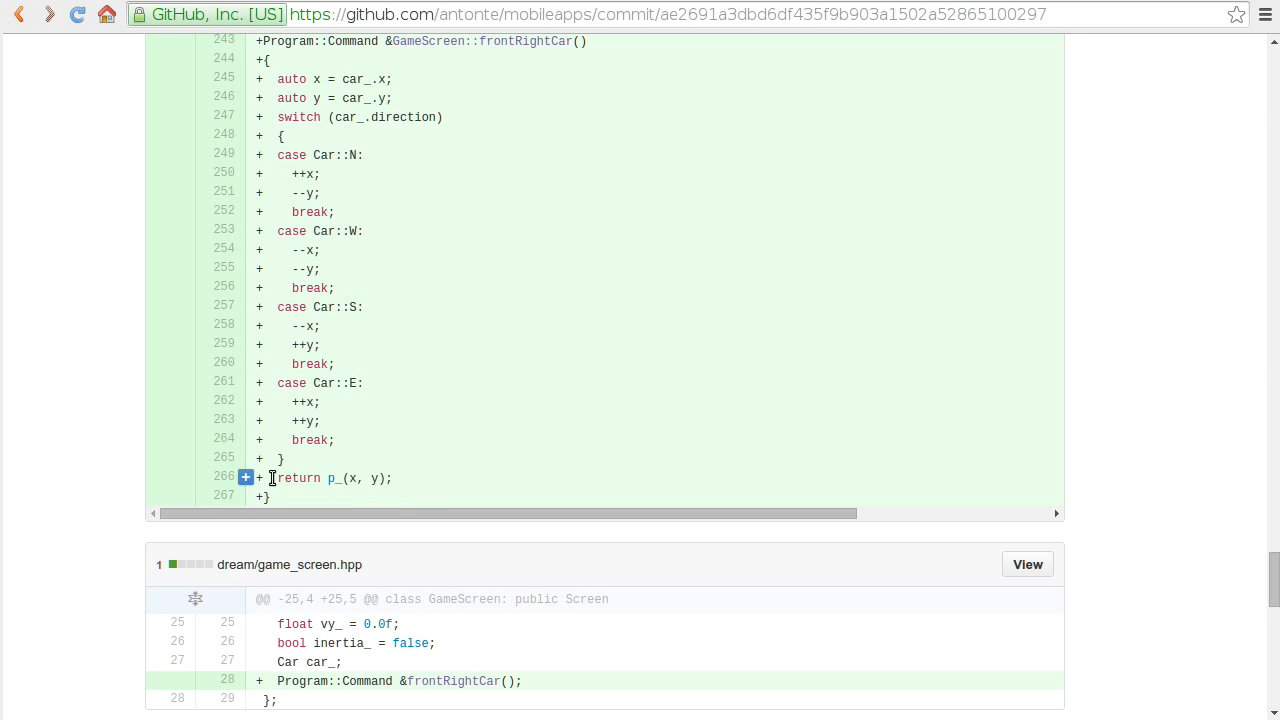 GitHub, Inc. [US] https://github.com/antonte/mobileapps/commit/ae2691a3dbd6df435f9b903a1502a52865100297
243 +Program::Command &GameScreen::frontRightCar()
244 +{
245 +  auto x = car_.x;
246 +  auto y = car_.y;
247 +  switch (car_.direction)
248 +  {
249 +  case Car::N:
250 +    ++x;
251 +    --y;
252 +    break;
253 +  case Car::W:
254 +    --x;
255 +    --y;
256 +    break;
257 +  case Car::S:
258 +    --x;
259 +    ++y;
260 +    break;
261 +  case Car::E:
262 +    ++x;
263 +    ++y;
264 +    break;
265 +  }
266 +  return p_(x, y);
267 +}
1 dream/game_screen.hpp View
@@ -25,4 +25,5 @@ class GameScreen: public Screen
25 25   float vy_ = 0.0f;
26 26   bool inertia_ = false;
27 27   Car car_;
28 +  Program::Command &frontRightCar();
28 29 };